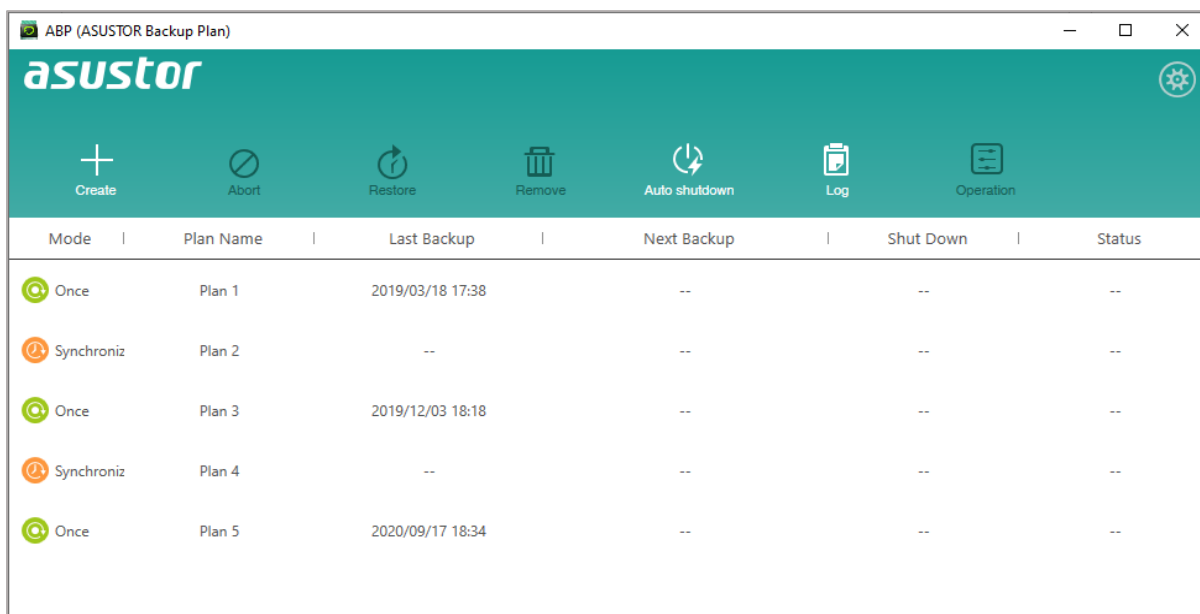 ABP (ASUSTOR Backup Plan)
asustor
Create Abort Restore Remove Auto shutdown Log Operation
Mode Plan Name Last Backup Next Backup Shut Down Status
Once Plan 1 2019/03/18 17:38 -- -- --
Synchroniz Plan 2 -- -- -- --
Once Plan 3 2019/12/03 18:18 -- -- --
Synchroniz Plan 4 -- -- -- --
Once Plan 5 2020/09/17 18:34 -- -- --